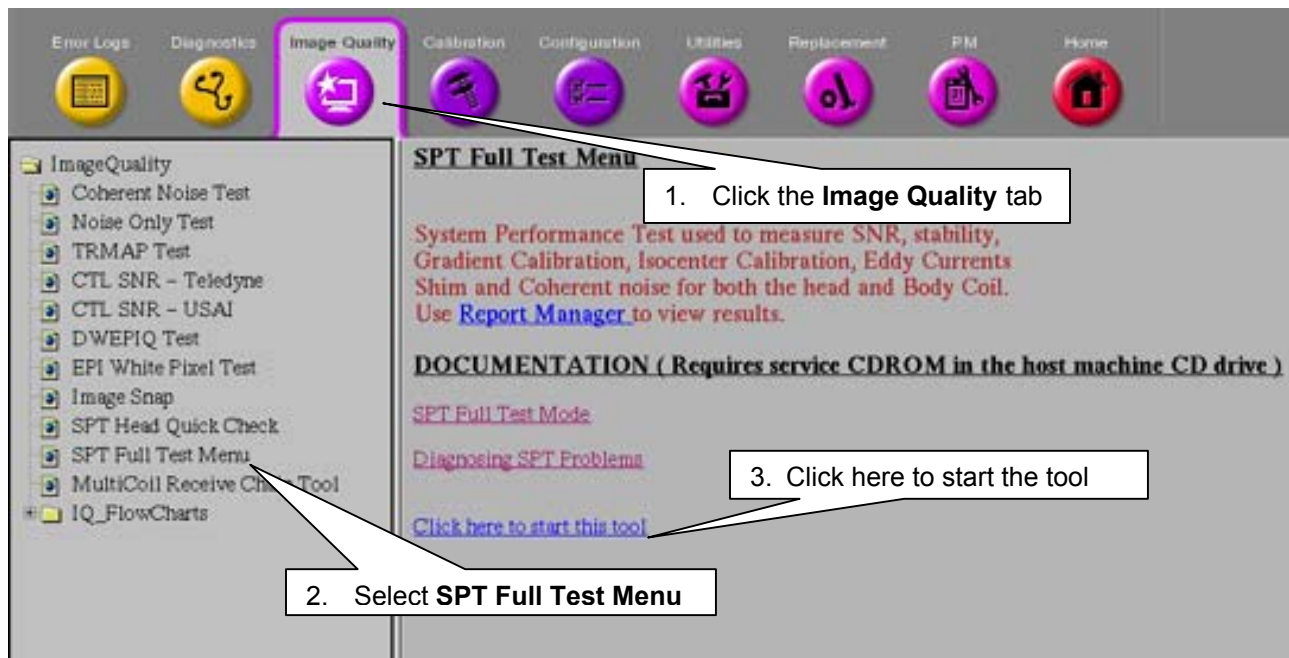 Error Logs Diagnostics Image Quality Calibration Configuration Utilities Replacement PM Home
ImageQuality
Coherent Noise Test
Noise Only Test
TRMAP Test
CTL SNR - Teledyne
CTL SNR - USAI
DWEPIQ Test
EPI White Pixel Test
Image Snap
SPT Head Quick Check
SPT Full Test Menu
MultiCoil Receive Tool
IQ_FlowCharts
SPT Full Test Menu
1. Click the Image Quality tab
System Performance Test used to measure SNR, stability,
Gradient Calibration, Isocenter Calibration, Eddy Currents
Shim and Coherent noise for both the head and Body Coil.
Use Report Manager to view results.
DOCUMENTATION ( Requires service CDROM in the host machine CD drive )
SPT Full Test Mode
Diagnosing SPT Problems
3. Click here to start the tool
Click here to start this tool
2. Select SPT Full Test Menu